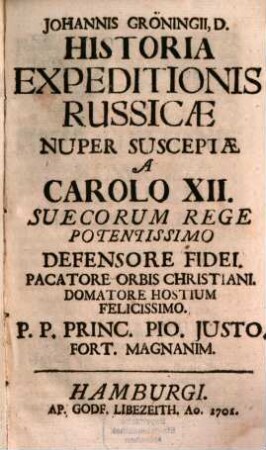 JOHANNIS GRÖNINGII, D.
HISTORIA
EXPEDITIONIS
RUSSICÆ
NUPER SUSCEPTÆ
A
CAROLO XII.
SUECORUM REGE
POTENTISSIMO
DEFENSORE FIDEI.
PACATORE ORBIS CHRISTIANI.
DOMATORE HOSTIUM
FELICISSIMO.
P. P. PRINC. PIO. JUSTO.
FORT. MAGNANIM.
HAMBURGI.
AP. GODF. LIBEZEITH, Ao. 1701.